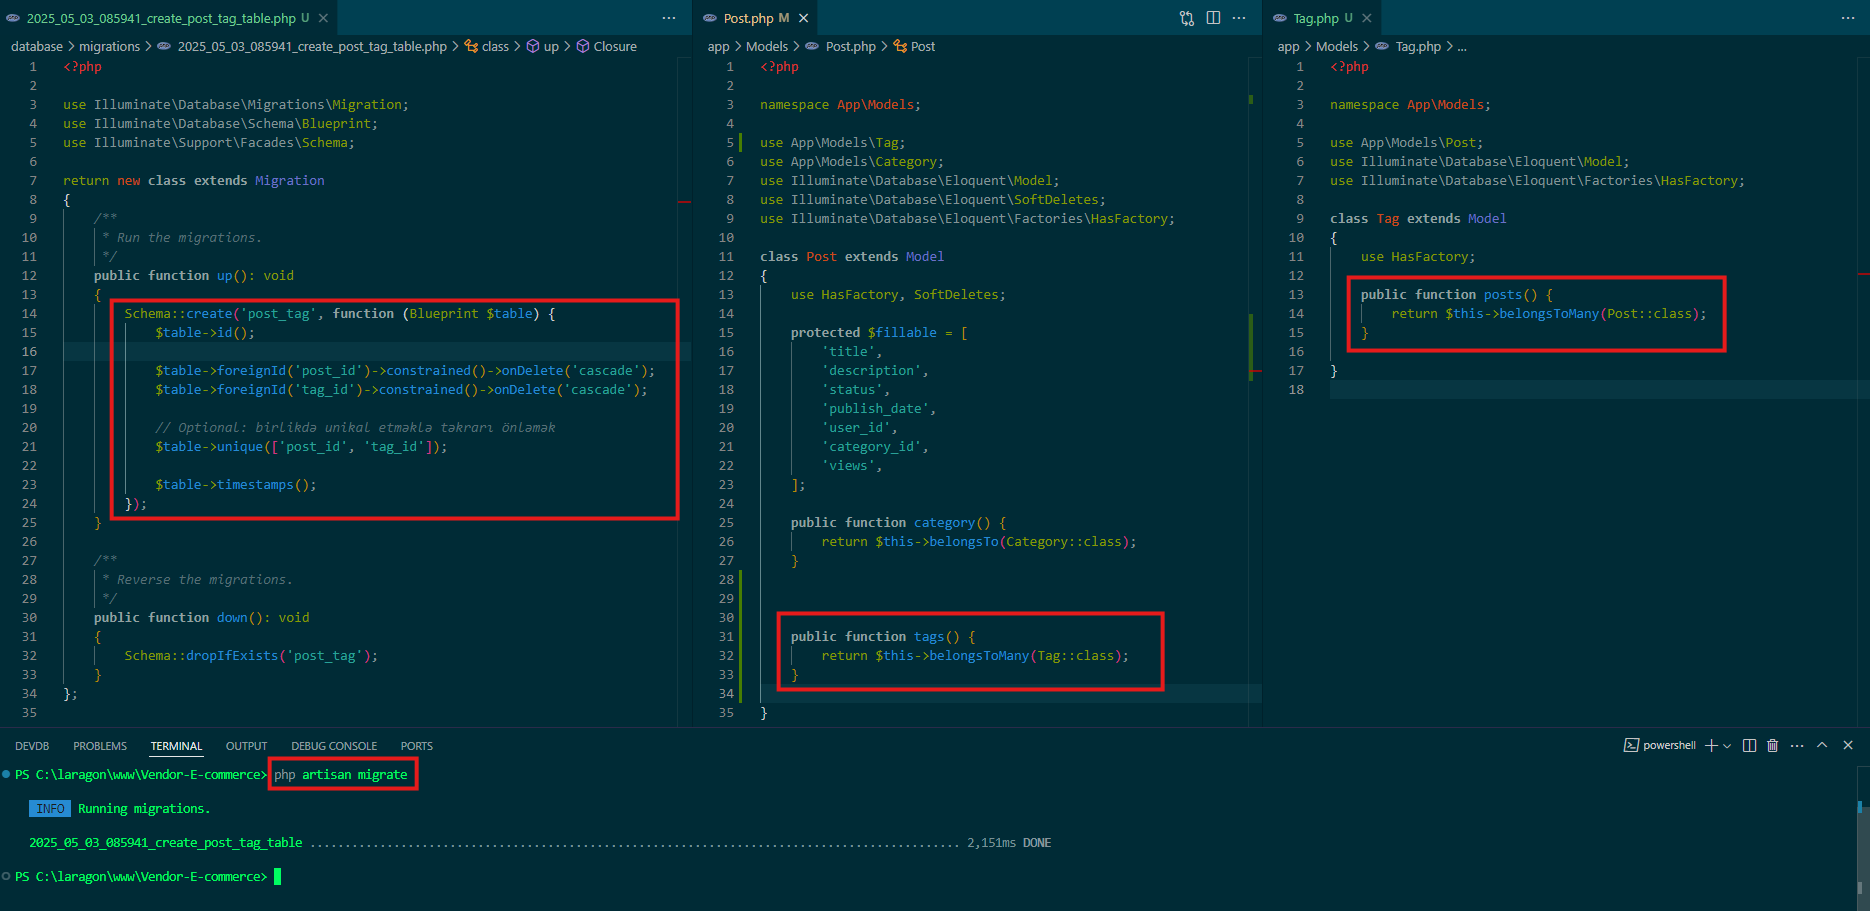 2025_05_03_085941_create_post_tag_table.php U
database > migrations > 2025_05_03_085941_create_post_tag_table.php > class > up > Closure
1 <?php
2
3 use Illuminate\Database\Migrations\Migration;
4 use Illuminate\Database\Schema\Blueprint;
5 use Illuminate\Support\Facades\Schema;
6
7 return new class extends Migration
8 {
9 /**
10 * Run the migrations.
11 */
12 public function up(): void
13 {
14 Schema::create('post_tag', function (Blueprint $table) {
15 $table->id();
16
17 $table->foreignId('post_id')->constrained()->onDelete('cascade');
18 $table->foreignId('tag_id')->constrained()->onDelete('cascade');
19
20 // Optional: birlikdə unikal etməklə təkrarı önləmək
21 $table->unique(['post_id', 'tag_id']);
22
23 $table->timestamps();
24 });
25 }
26
27 /**
28 * Reverse the migrations.
29 */
30 public function down(): void
31 {
32 Schema::dropIfExists('post_tag');
33 }
34 };
35
Post.php M
app > Models > Post.php > Post
1 <?php
2
3 namespace App\Models;
4
5 use App\Models\Tag;
6 use App\Models\Category;
7 use Illuminate\Database\Eloquent\Model;
8 use Illuminate\Database\Eloquent\SoftDeletes;
9 use Illuminate\Database\Eloquent\Factories\HasFactory;
10
11 class Post extends Model
12 {
13 use HasFactory, SoftDeletes;
14
15 protected $fillable = [
16 'title',
17 'description',
18 'status',
19 'publish_date',
20 'user_id',
21 'category_id',
22 'views',
23 ];
24
25 public function category() {
26 return $this->belongsTo(Category::class);
27 }
28
29
30
31 public function tags() {
32 return $this->belongsToMany(Tag::class);
33 }
34
35 }
Tag.php U
app > Models > Tag.php > ...
1 <?php
2
3 namespace App\Models;
4
5 use App\Models\Post;
6 use Illuminate\Database\Eloquent\Model;
7 use Illuminate\Database\Eloquent\Factories\HasFactory;
8
9 class Tag extends Model
10 {
11 use HasFactory;
12
13 public function posts() {
14 return $this->belongsToMany(Post::class);
15 }
16
17 }
18
DEVDB PROBLEMS TERMINAL OUTPUT DEBUG CONSOLE PORTS
powershell
PS C:\laragon\www\Vendor-E-commerce> php artisan migrate
INFO Running migrations.
2025_05_03_085941_create_post_tag_table ........................................................................................... 2,151ms DONE
PS C:\laragon\www\Vendor-E-commerce>